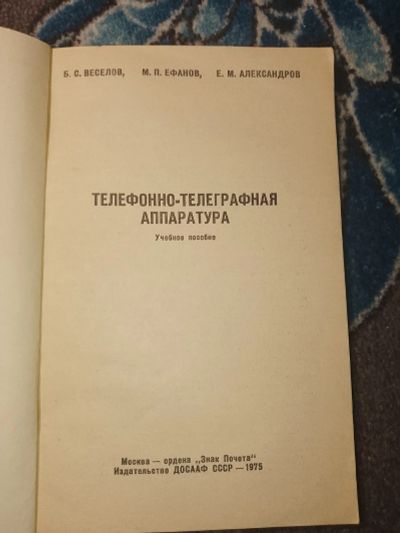 Б. С. ВЕСЕЛОВ, М. П. ЕФАНОВ, Е. М. АЛЕКСАНДРОВ
ТЕЛЕФОННО-ТЕЛЕГРАФНАЯ
АППАРАТУРА
Учебное пособие
Москва — ордена „Знак Почета“
Издательство ДОСААФ СССР — 1975